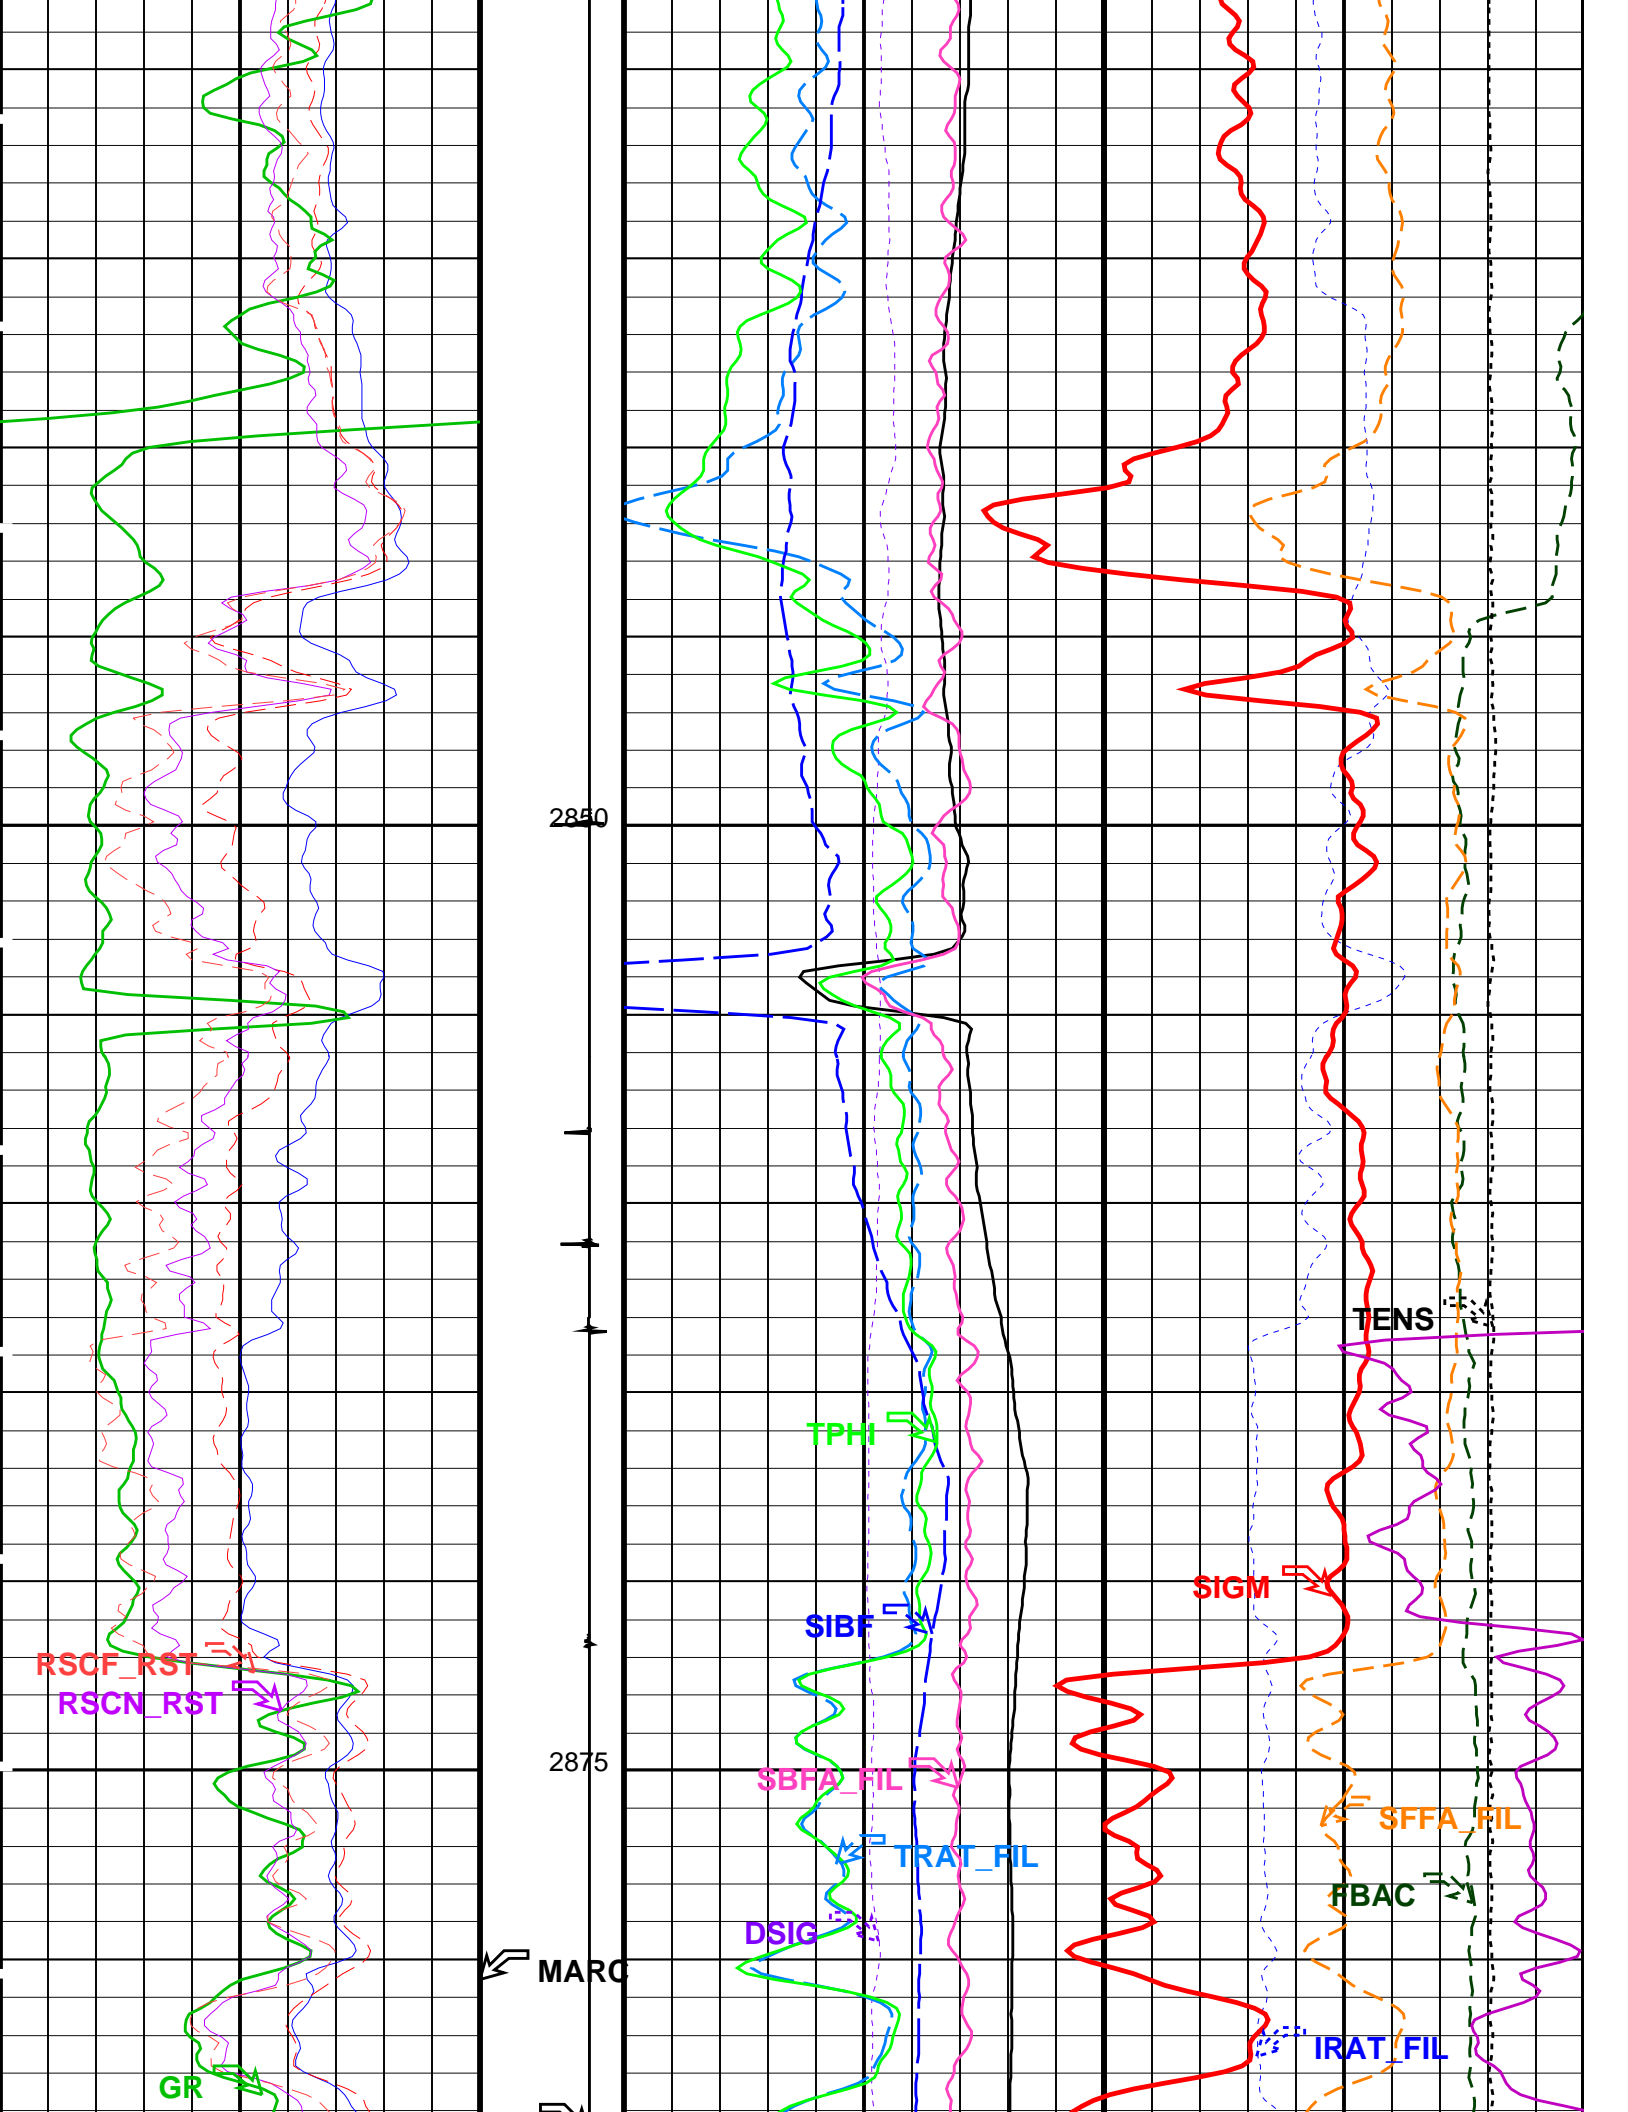 2850
TENS
TPHI
SIGM
SIBF
RSCF_RST
RSCN_RST
2875
SBFA_FIL
SFFA_FIL
TRAT_FIL
FBAC
DSIG
MARC
IRAT_FIL
GR